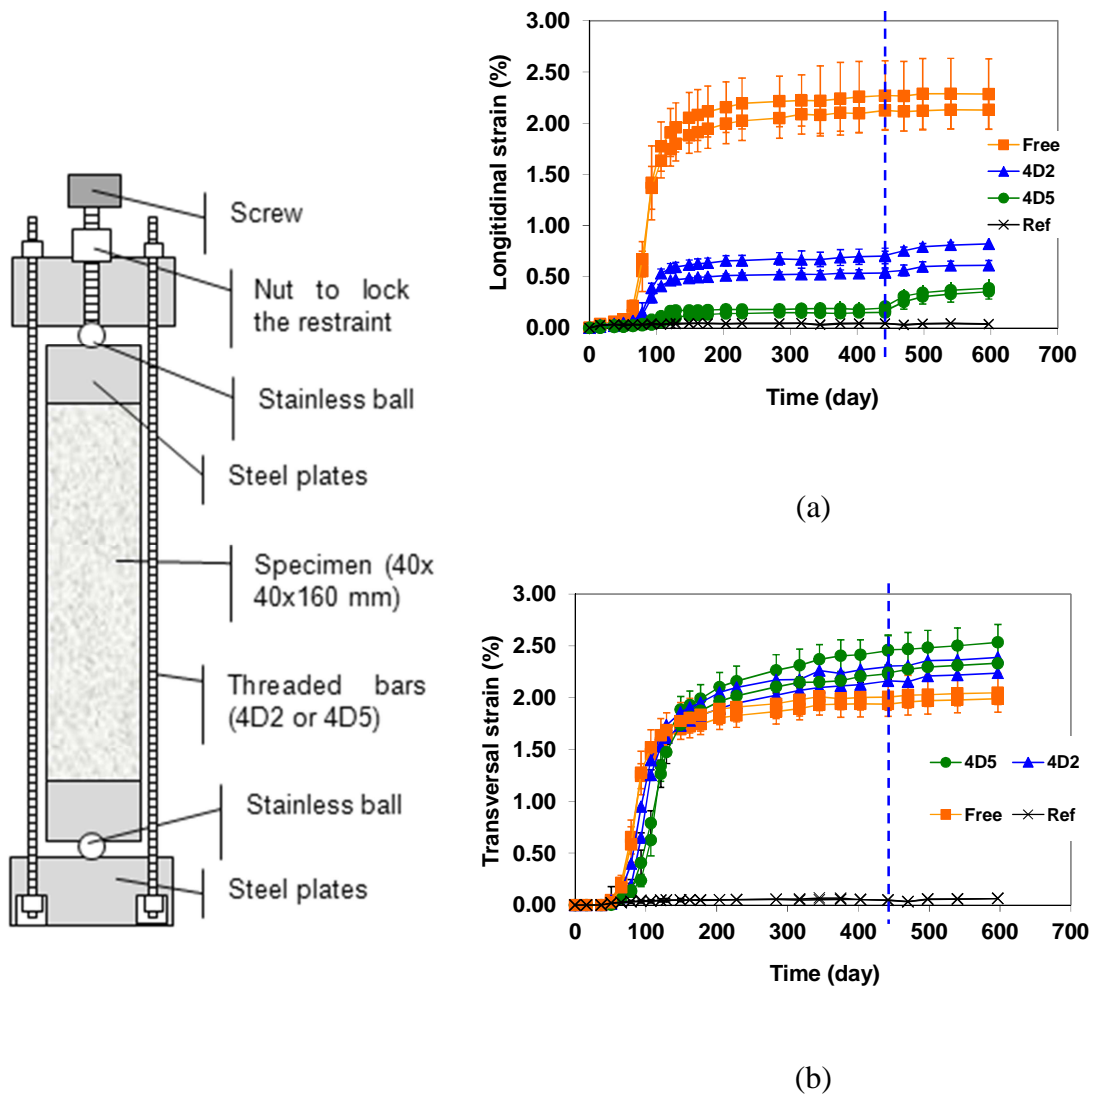 Screw
Nut to lock
the restraint
Stainless ball
Steel plates
Specimen (40x
40x160 mm)
Threaded bars
(4D2 or 4D5)
Stainless ball
Steel plates
Longitidinal strain (%)
3.00
2.50
2.00
1.50
1.00
0.50
0.00
0 100 200 300 400 500 600 700
Time (day)
Free
4D2
4D5
Ref
(a)
Transversal strain (%)
3.00
2.50
2.00
1.50
1.00
0.50
0.00
0 100 200 300 400 500 600 700
Time (day)
4D5 4D2
Free Ref
(b)